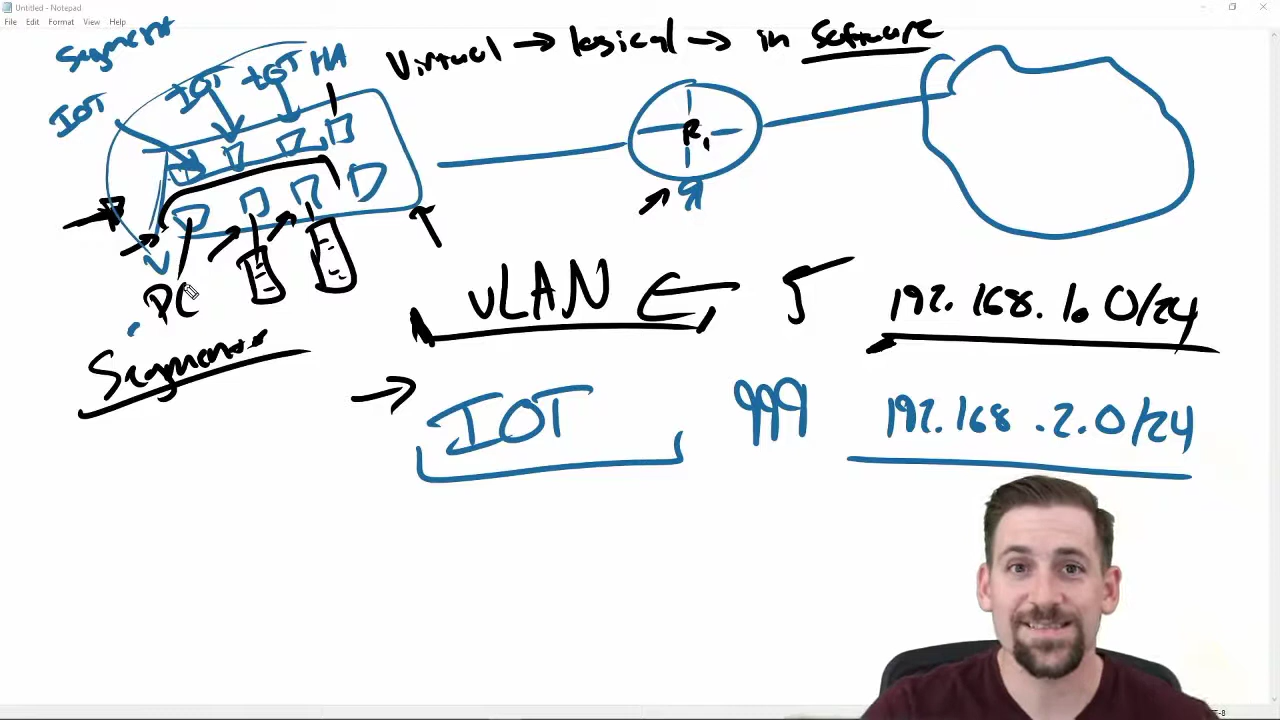 Untitled - Notepad
File Edit Format View Help
Segment
Virtual → logical → in Software
IOT IOT IOT HA
R1
PC
Segment
VLAN ← 5 192.168.1.0/24
→ IOT 999 192.168.2.0/24